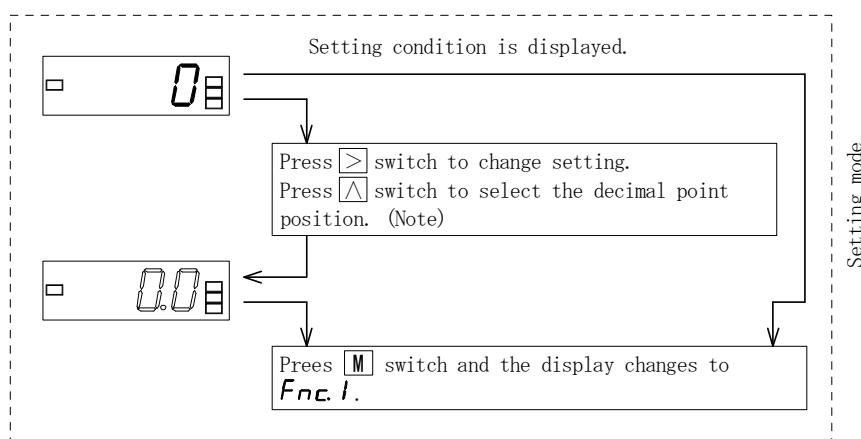 Setting condition is displayed.
0
Press > switch to change setting.
Press ∧ switch to select the decimal point
position. (Note)
0.0
Prees M switch and the display changes to
Fnc.1.
Setting mode